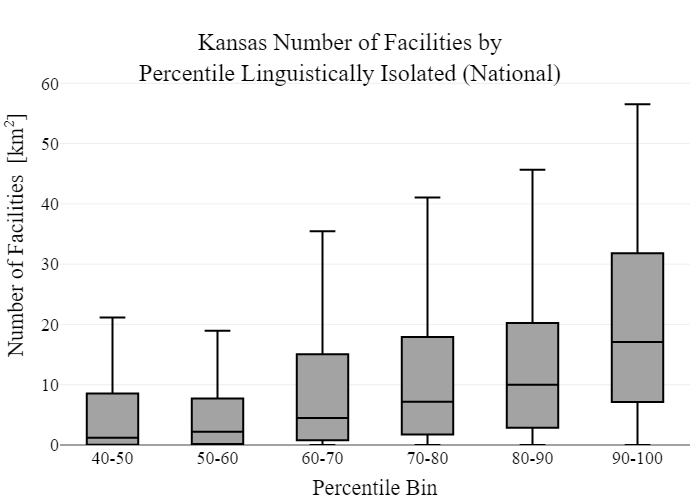 Kansas Number of Facilities by
Percentile Linguistically Isolated (National)
Number of Facilities [km²]
60
50
40
30
20
10
0
40-50 50-60 60-70 70-80 80-90 90-100
Percentile Bin